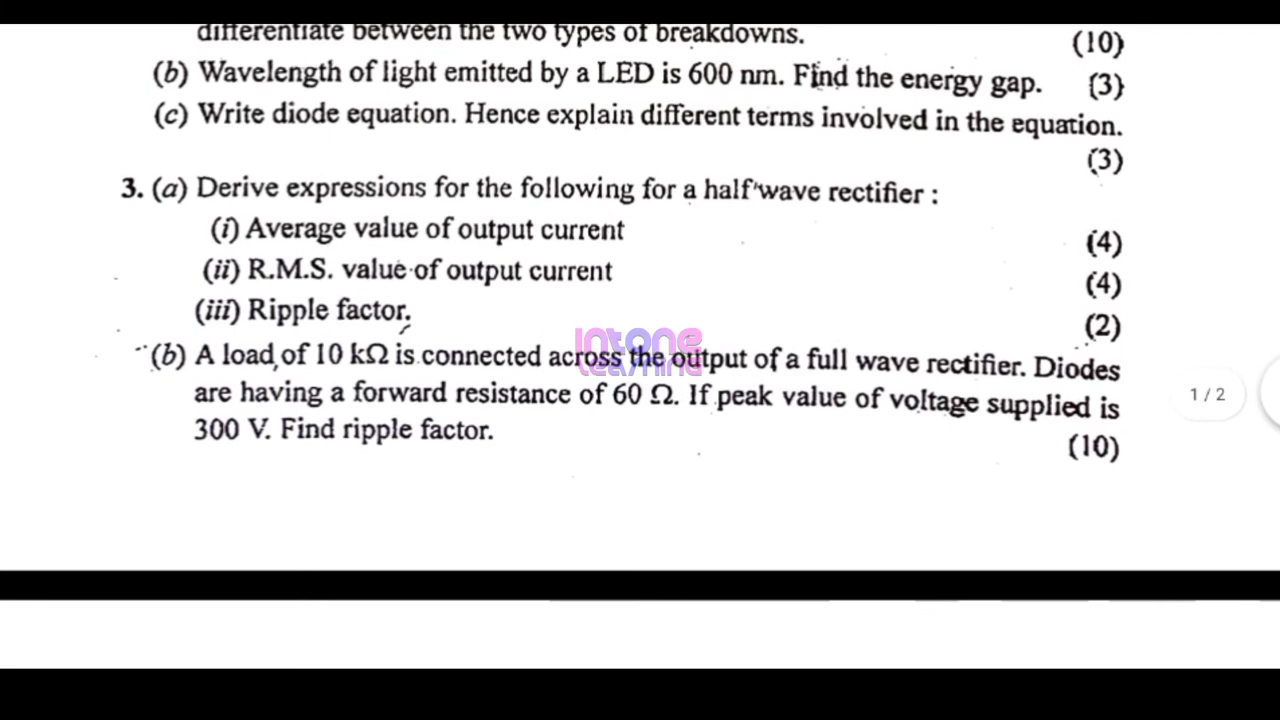 differentiate between the two types of breakdowns. (10)
(b) Wavelength of light emitted by a LED is 600 nm. Find the energy gap. (3)
(c) Write diode equation. Hence explain different terms involved in the equation.
(3)
3. (a) Derive expressions for the following for a half wave rectifier :
(i) Average value of output current (4)
(ii) R.M.S. value of output current (4)
(iii) Ripple factor. (2)
intone
Learning
(b) A load of 10 kΩ is connected across the output of a full wave rectifier. Diodes
are having a forward resistance of 60 Ω. If peak value of voltage supplied is
1 / 2
300 V. Find ripple factor. (10)